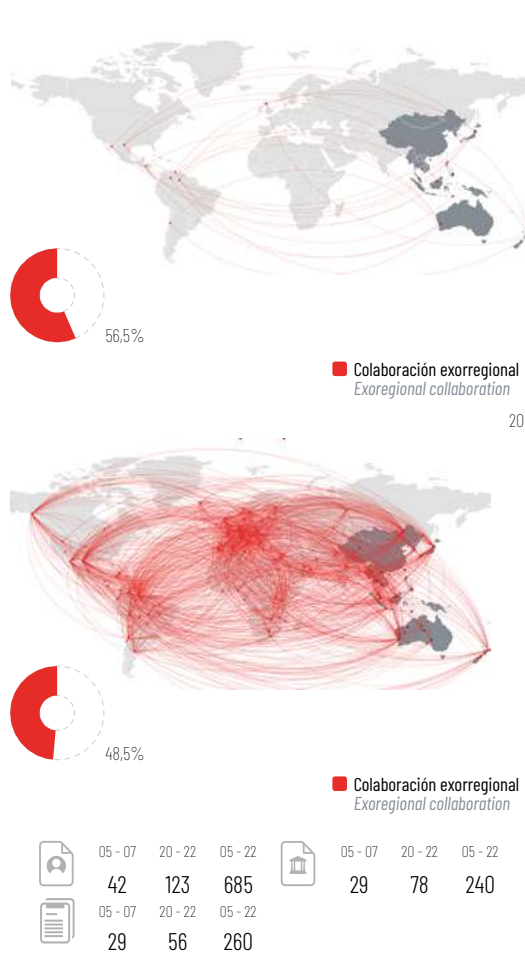 56,5%
Colaboración exorregional
Exoregional collaboration
20
48,5%
Colaboración exorregional
Exoregional collaboration
05 - 07 20 - 22 05 - 22 05 - 07 20 - 22 05 - 22
42 123 685 29 78 240
05 - 07 20 - 22 05 - 22
29 56 260